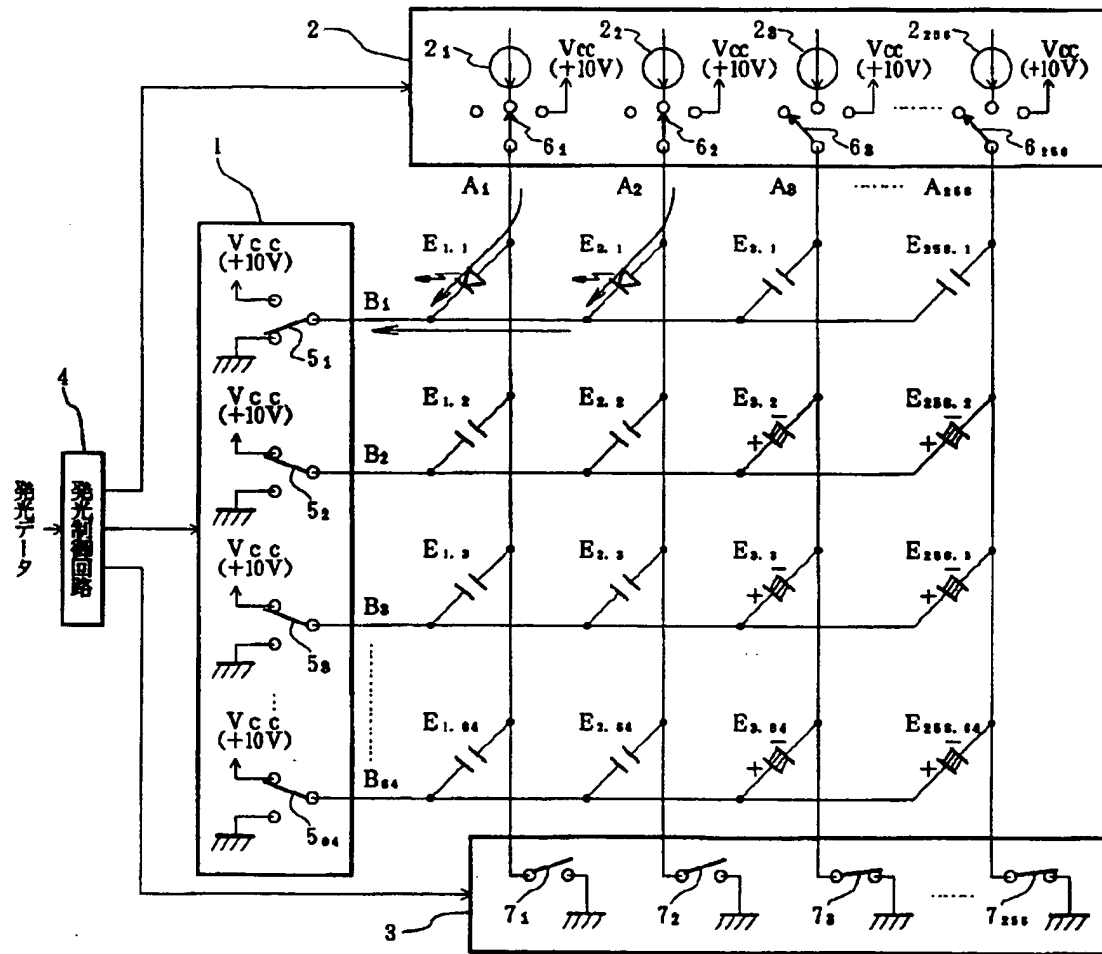 2
2₁
Vcc
(+10V)
2₂
Vcc
(+10V)
2₃
Vcc
(+10V)
2₂₅₆
Vcc
(+10V)
6₁
6₂
6₃
6₂₅₆
A₁
A₂
A₃
A₂₅₆
1
Vcc
(+10V)
5₁
B₁
E₁.₁
E₂.₁
E₃.₁
E₂₅₆.₁
4
発光データ
発光制御回路
Vcc
(+10V)
5₂
B₂
E₁.₂
E₂.₂
E₃.₂
E₂₅₆.₂
+
−
+
−
Vcc
(+10V)
5₃
B₃
E₁.₃
E₂.₃
E₃.₃
E₂₅₆.₃
+
−
+
−
Vcc
(+10V)
5₆₄
B₆₄
E₁.₆₄
E₂.₆₄
E₃.₆₄
E₂₅₆.₆₄
+
−
+
−
3
7₁
7₂
7₃
7₂₅₆